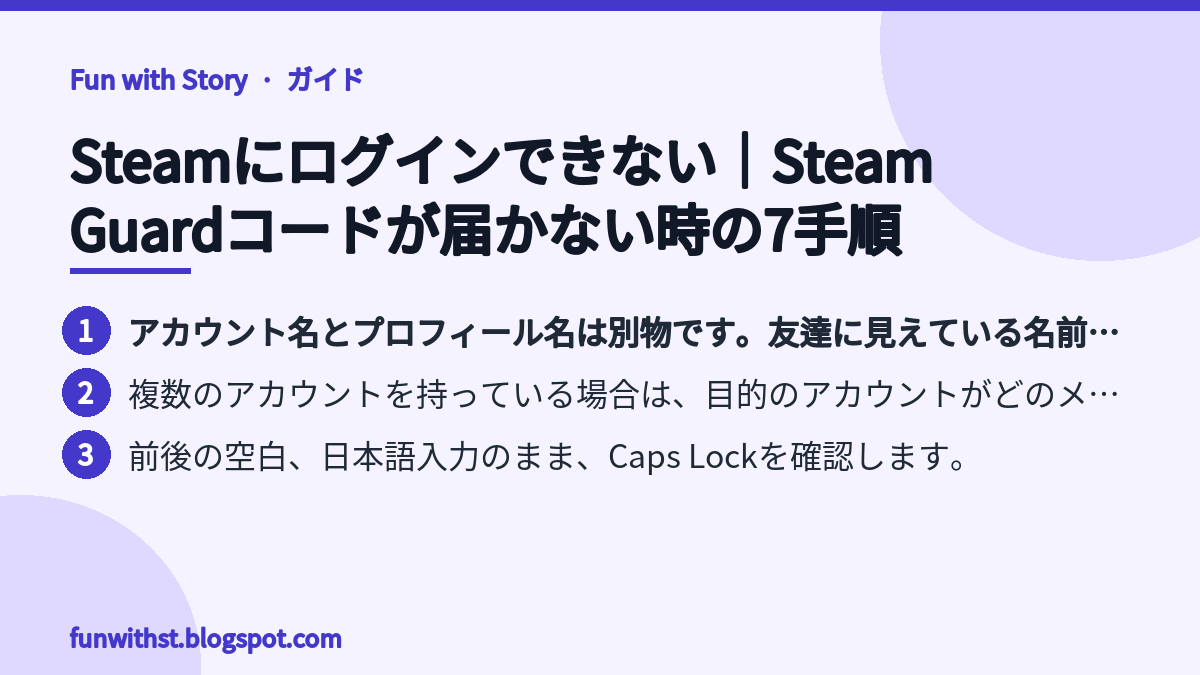 Fun with Story ・ ガイド
Steamにログインできない｜Steam
Guardコードが届かない時の7手順
1 アカウント名とプロフィール名は別物です。友達に見えている名前…
2 複数のアカウントを持っている場合は、目的のアカウントがどのメ…
3 前後の空白、日本語入力のまま、Caps Lockを確認します。
funwithst.blogspot.com